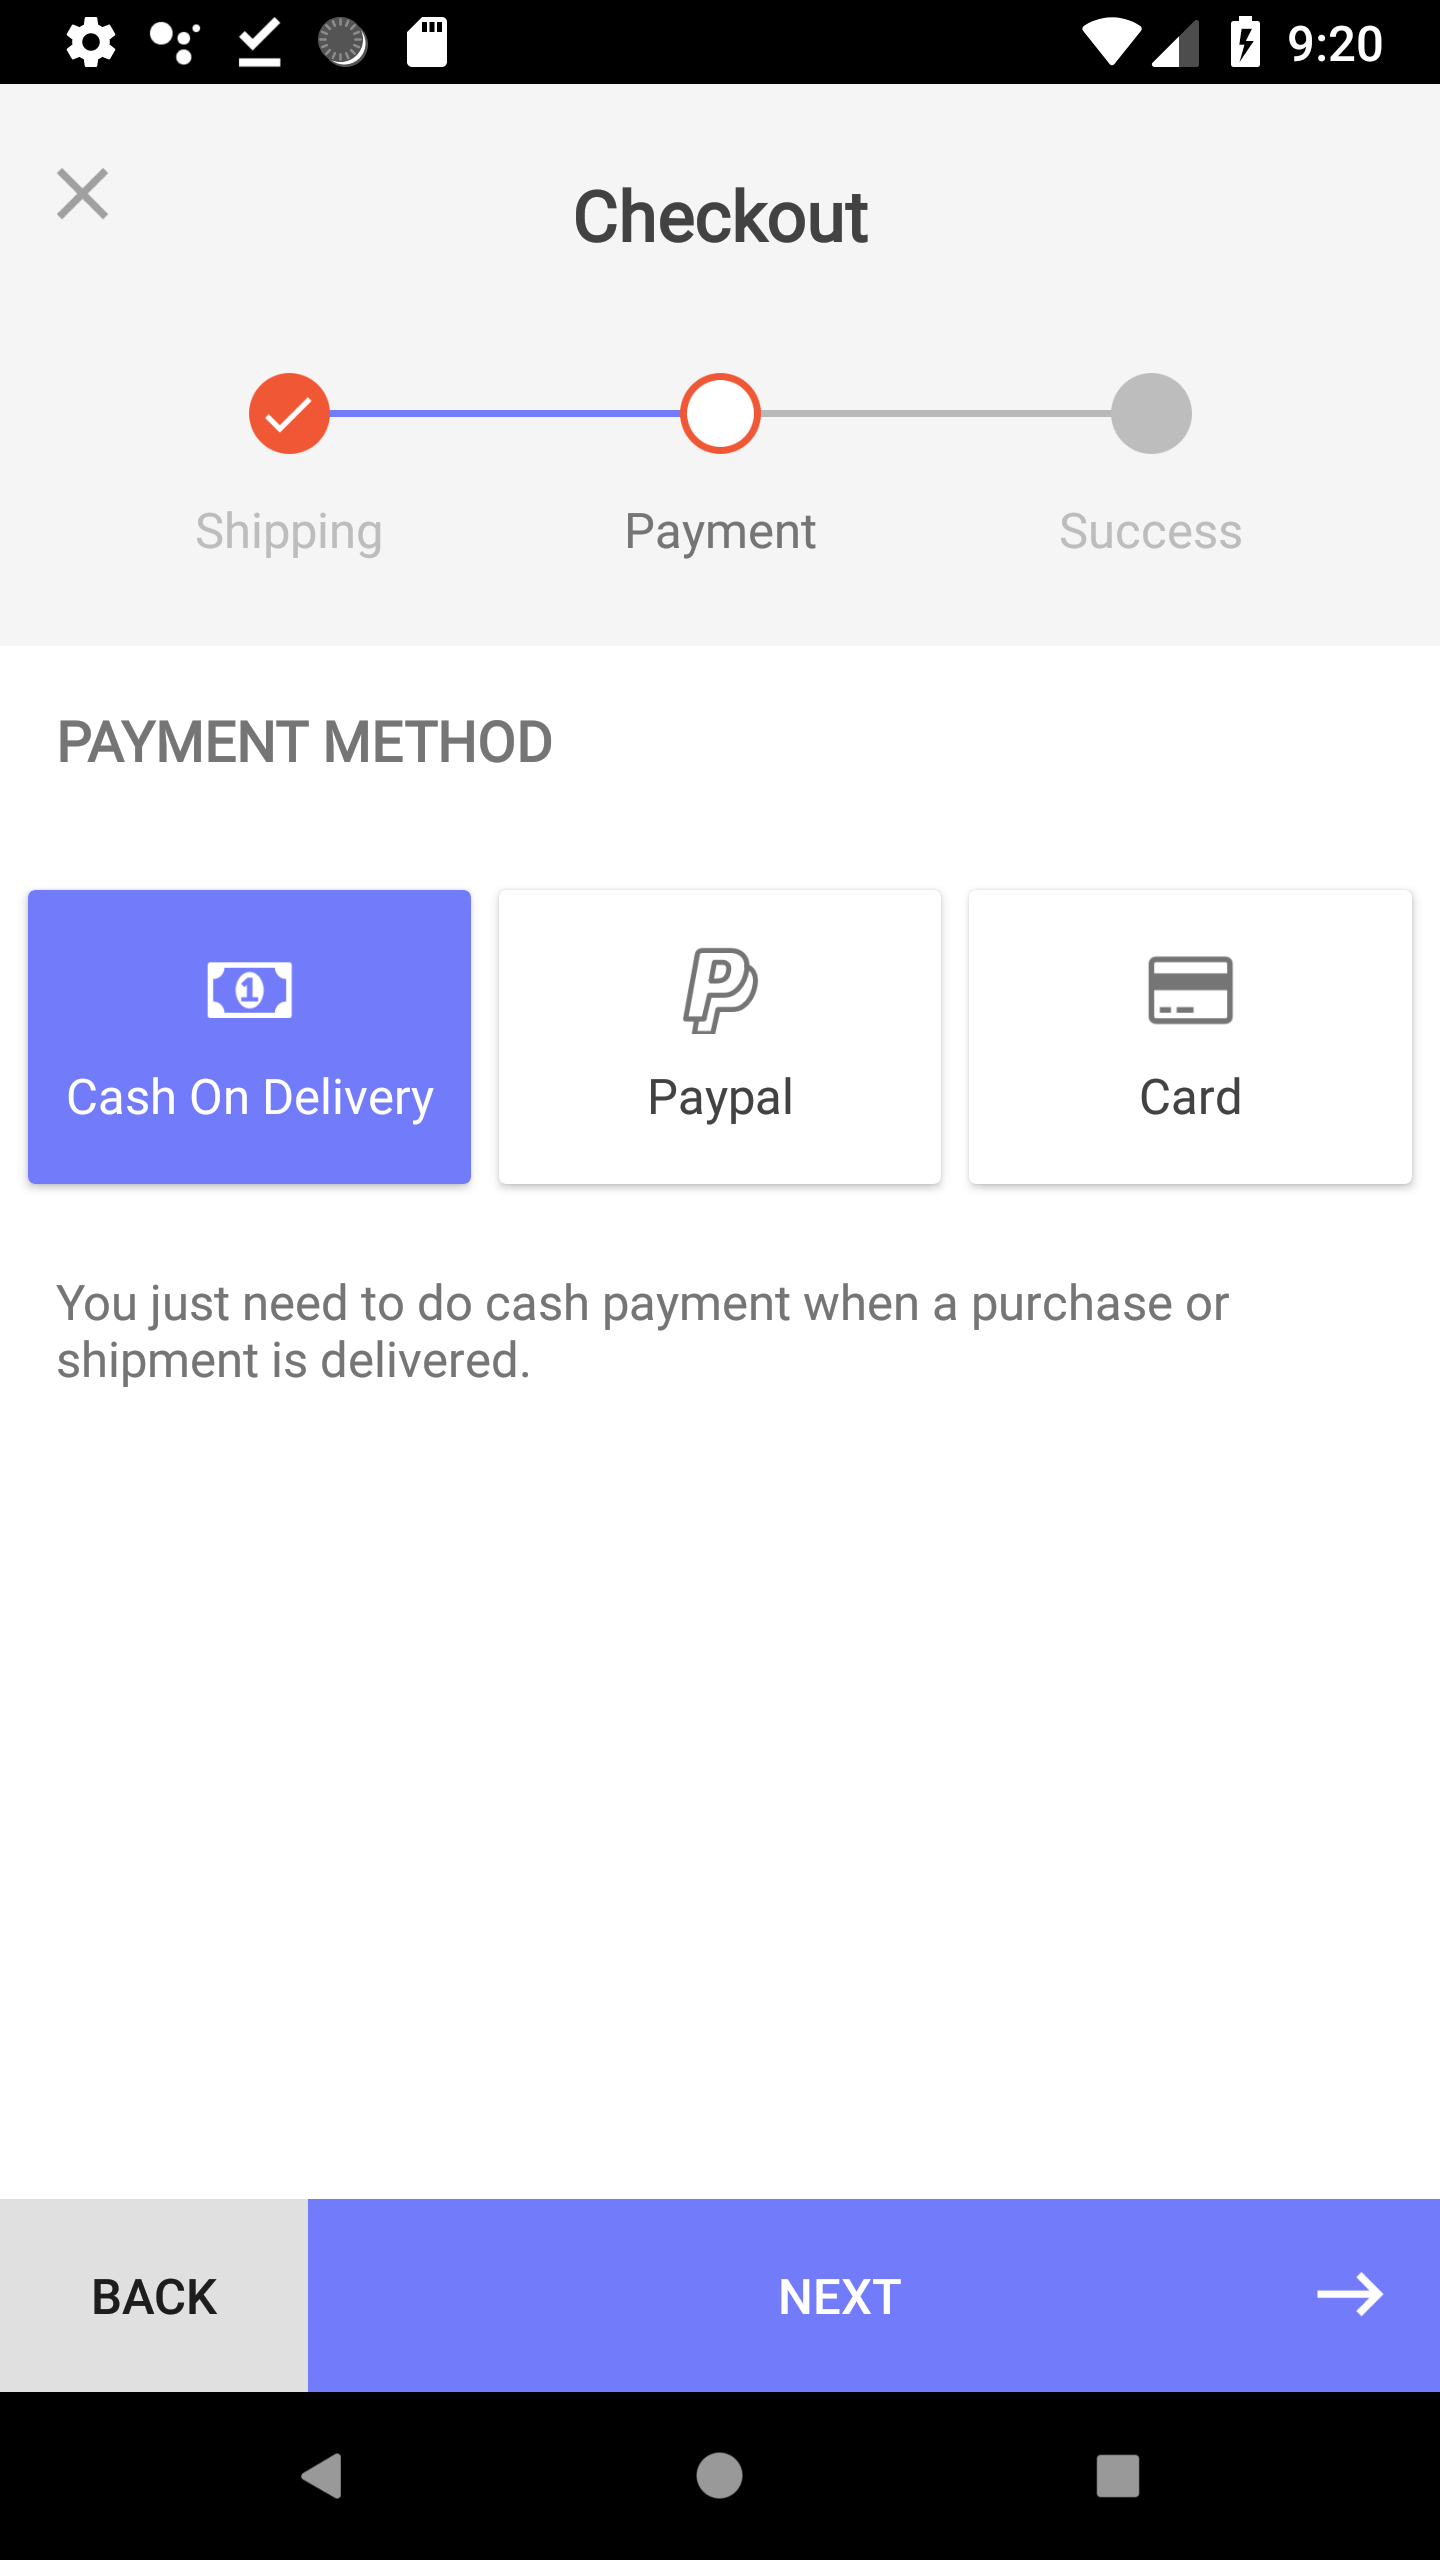 9:20
Checkout
Shipping
Payment
Success
PAYMENT METHOD
Cash On Delivery
Paypal
Card
You just need to do cash payment when a purchase or
shipment is delivered.
BACK
NEXT